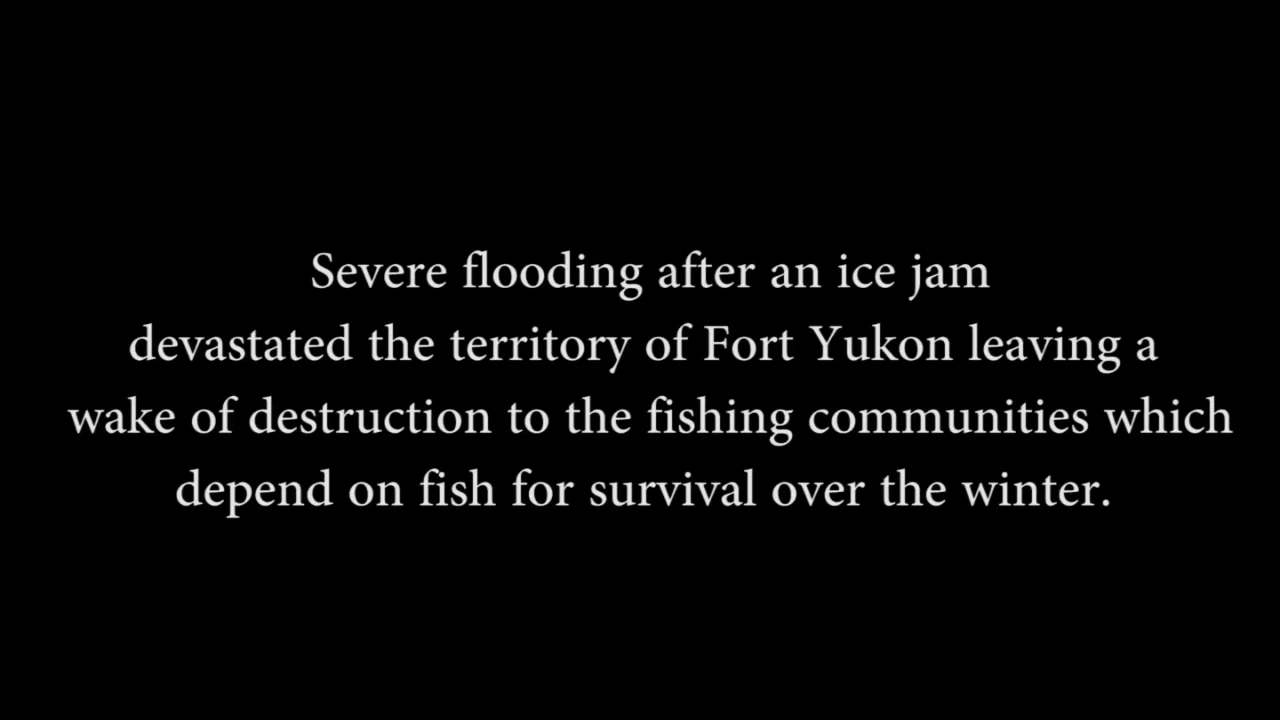 Severe flooding after an ice jam
devastated the territory of Fort Yukon leaving a
wake of destruction to the fishing communities which
depend on fish for survival over the winter.